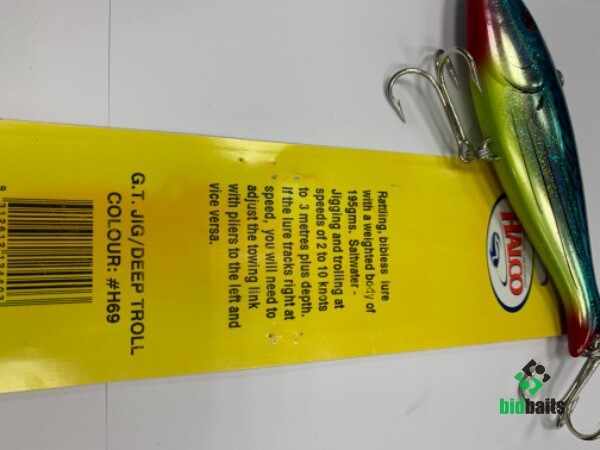 HALCO
Rattling, bibless lure
with a weighted body of
195gms. Saltwater -
Jigging and trolling at
speeds of 2 to 10 knots
to 3 metres plus depth.
If the lure tracks right at
speed, you will need to
adjust the towing link
with pliers to the left and
vice versa.
G.T. JIG/DEEP TROLL
COLOUR: #H69
bidbaits